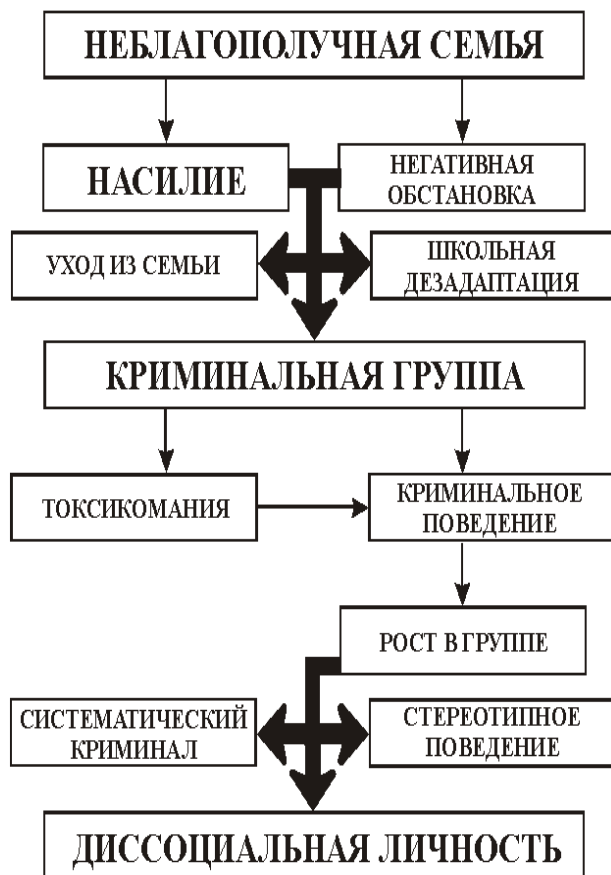 НЕБЛАГОПОЛУЧНАЯ СЕМЬЯ
НАСИЛИЕ
НЕГАТИВНАЯ
ОБСТАНОВКА
УХОД ИЗ СЕМЬИ
ШКОЛЬНАЯ
ДЕЗАДАПТАЦИЯ
КРИМИНАЛЬНАЯ ГРУППА
ТОКСИКОМАНИЯ
КРИМИНАЛЬНОЕ
ПОВЕДЕНИЕ
РОСТ В ГРУППЕ
СИСТЕМАТИЧЕСКИЙ
КРИМИНАЛ
СТЕРЕОТИПНОЕ
ПОВЕДЕНИЕ
ДИССОЦИАЛЬНАЯ ЛИЧНОСТЬ